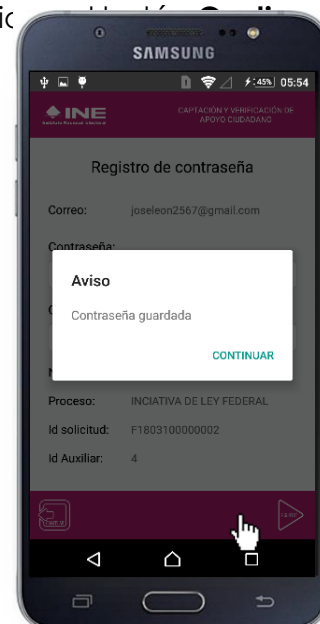 SAMSUNG
45% 05:54
INE
CAPTACIÓN Y VERIFICACIÓN DE
APOYO CIUDADANO
Registro de contraseña
Correo: joseleon2567@gmail.com
Contraseña:
Aviso
Contraseña guardada
CONTINUAR
Proceso: INCIATIVA DE LEY FEDERAL
Id solicitud: F1803100000002
Id Auxiliar: 4